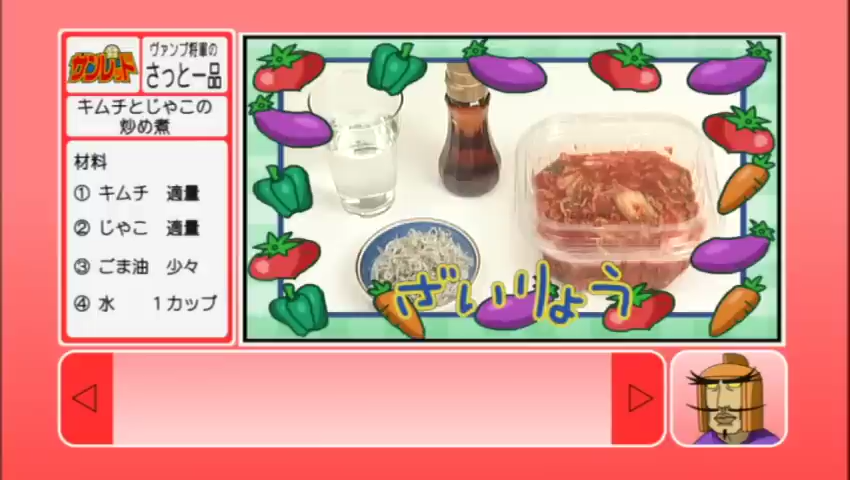 サンレッド
ヴァンプ将軍の
さっと一品
キムチとじゃこの
炒め煮
材料
① キムチ 適量
② じゃこ 適量
③ ごま油 少々
④ 水 1カップ
ざいりょう